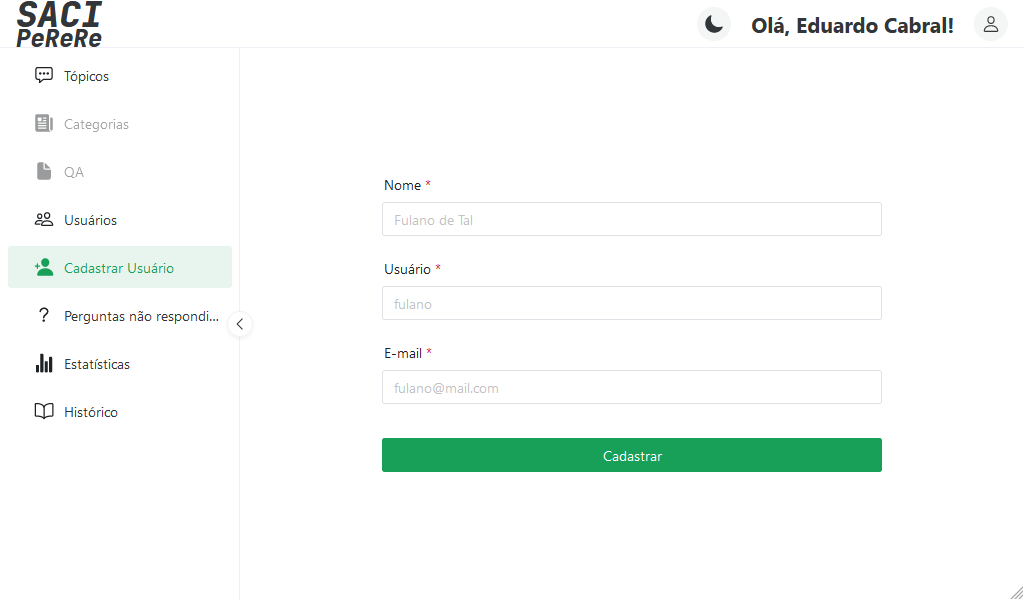 SACI
PeReRe
Olá, Eduardo Cabral!
Tópicos
Categorias
QA
Usuários
Cadastrar Usuário
Perguntas não respondi...
Estatísticas
Histórico
Nome *
Fulano de Tal
Usuário *
fulano
E-mail *
fulano@mail.com
Cadastrar